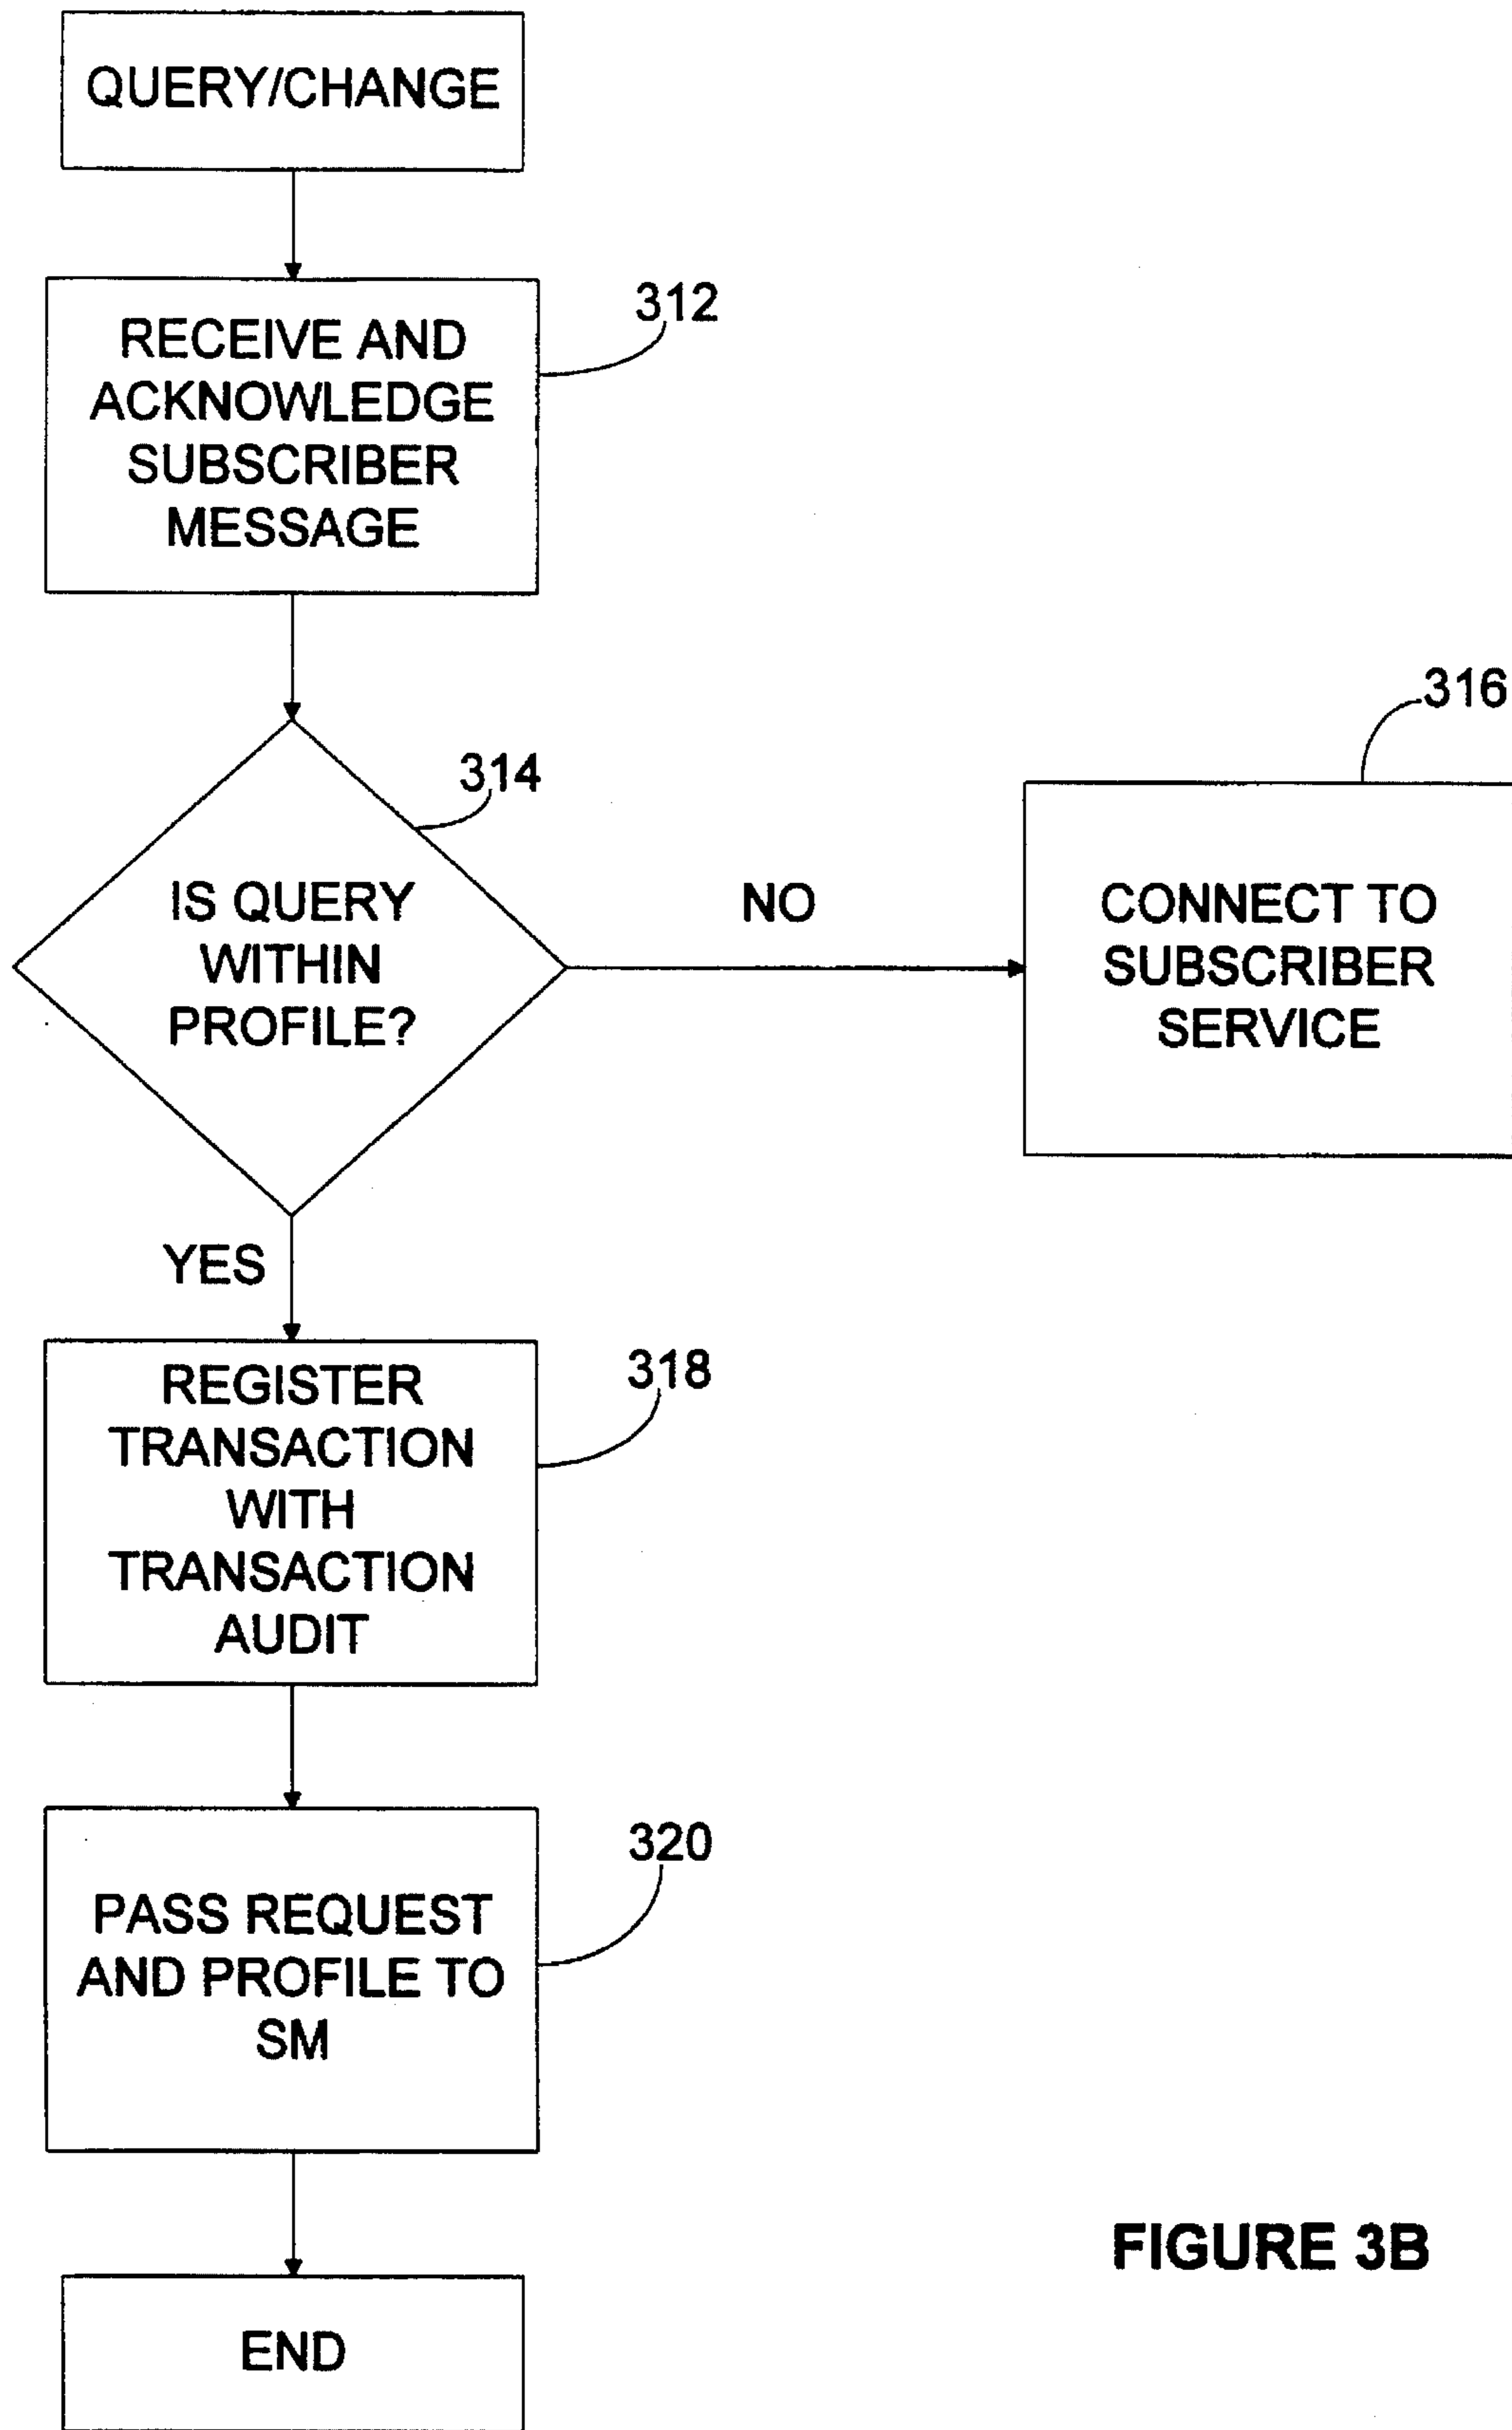 QUERY/CHANGE
312
RECEIVE AND
ACKNOWLEDGE
SUBSCRIBER
MESSAGE
316
314
IS QUERY
WITHIN
PROFILE?
NO
CONNECT TO
SUBSCRIBER
SERVICE
YES
318
REGISTER
TRANSACTION
WITH
TRANSACTION
AUDIT
320
PASS REQUEST
AND PROFILE TO
SM
FIGURE 3B
END